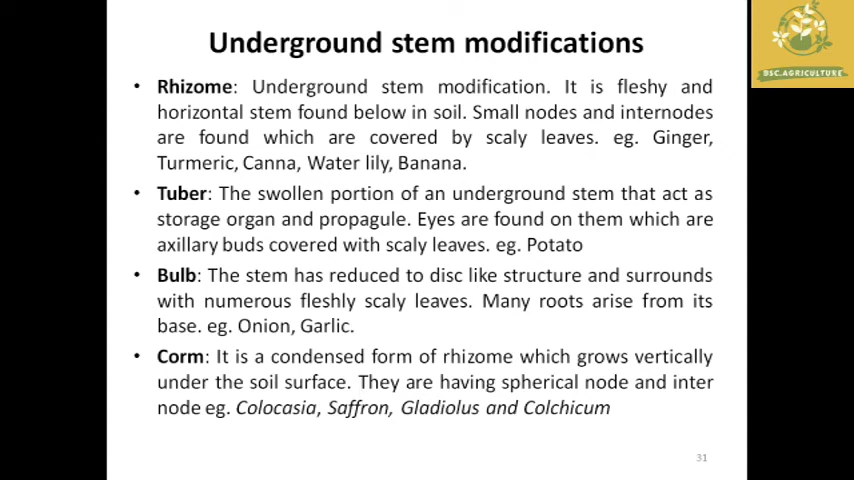 Underground stem modifications
DSC.AGRICULTURE
• Rhizome: Underground stem modification. It is fleshy and
horizontal stem found below in soil. Small nodes and internodes
are found which are covered by scaly leaves. eg. Ginger,
Turmeric, Canna, Water lily, Banana.
• Tuber: The swollen portion of an underground stem that act as
storage organ and propagule. Eyes are found on them which are
axillary buds covered with scaly leaves. eg. Potato
• Bulb: The stem has reduced to disc like structure and surrounds
with numerous fleshly scaly leaves. Many roots arise from its
base. eg. Onion, Garlic.
• Corm: It is a condensed form of rhizome which grows vertically
under the soil surface. They are having spherical node and inter
node eg. Colocasia, Saffron, Gladiolus and Colchicum
31